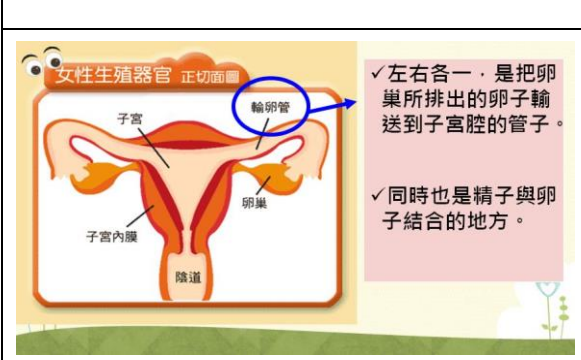 女性生殖器官 正切面圖
子宮
輸卵管
卵巢
子宮內膜
陰道
✓左右各一，是把卵
巢所排出的卵子輸
送到子宮腔的管子。
✓同時也是精子與卵
子結合的地方。